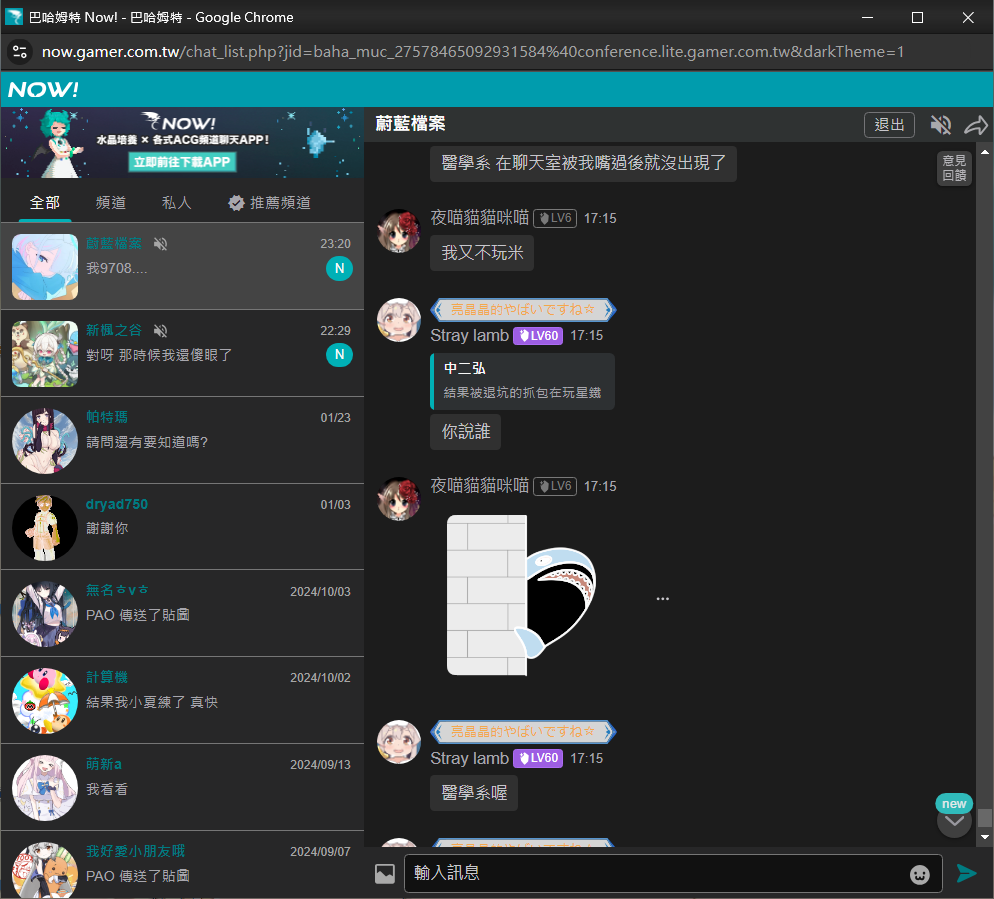 巴哈姆特 Now! - 巴哈姆特 - Google Chrome
now.gamer.com.tw/chat_list.php?jid=baha_muc_27578465092931584%40conference.lite.gamer.com.tw&darkTheme=1
NOW!
NOW!
水晶培養 × 各式ACG頻道聊天APP！
立即前往下載APP
全部 頻道 私人 推薦頻道
蔚藍檔案 23:20
我9708.... N
新楓之谷 22:29
對呀 那時候我還傻眼了 N
帕特瑪 01/23
請問還有要知道嗎?
dryad750 01/03
謝謝你
無名ㅎvㅎ 2024/10/03
PAO 傳送了貼圖
計算機 2024/10/02
結果我小夏練了 真快
萌新a 2024/09/13
我看看
我好愛小朋友哦 2024/09/07
PAO 傳送了貼圖
蔚藍檔案 退出
意見
回饋
醫學系 在聊天室被我嘴過後就沒出現了
夜喵貓貓咪喵 LV6 17:15
我又不玩米
亮晶晶的やばいですね☆
Stray lamb LV60 17:15
中二弘
結果被退坑的抓包在玩星鐵
你說誰
夜喵貓貓咪喵 LV6 17:15
...
亮晶晶的やばいですね☆
Stray lamb LV60 17:15
醫學系喔
new
輸入訊息